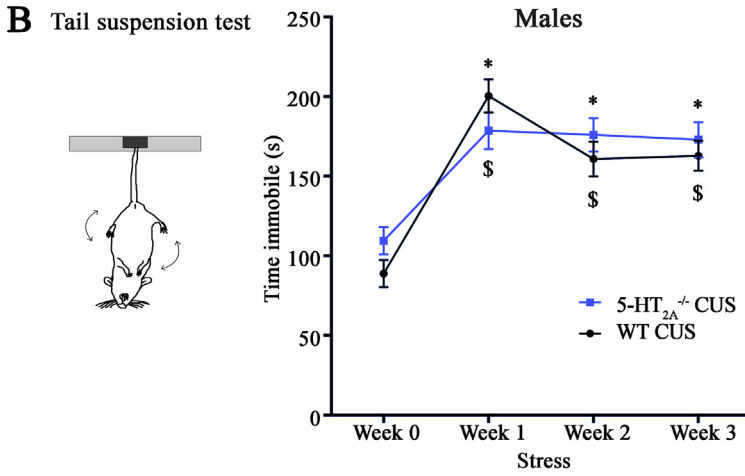 B Tail suspension test
Males
250
200
150
100
50
0
Time immobile (s)
* * *
$ $ $
5-HT2A-/- CUS
WT CUS
Week 0 Week 1 Week 2 Week 3
Stress